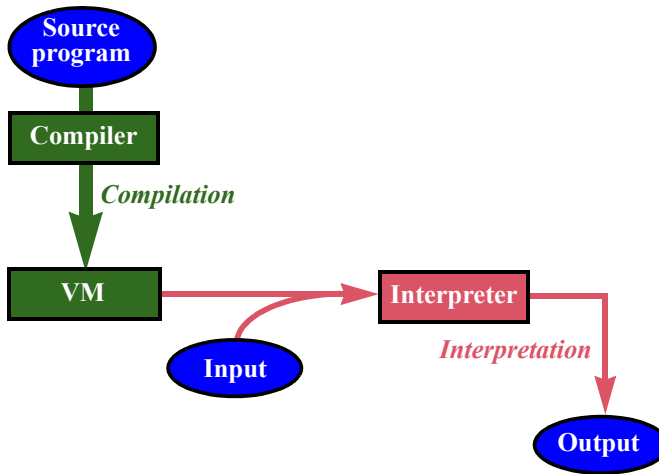 Source
program
Compiler
Compilation
VM
Interpreter
Input
Interpretation
Output